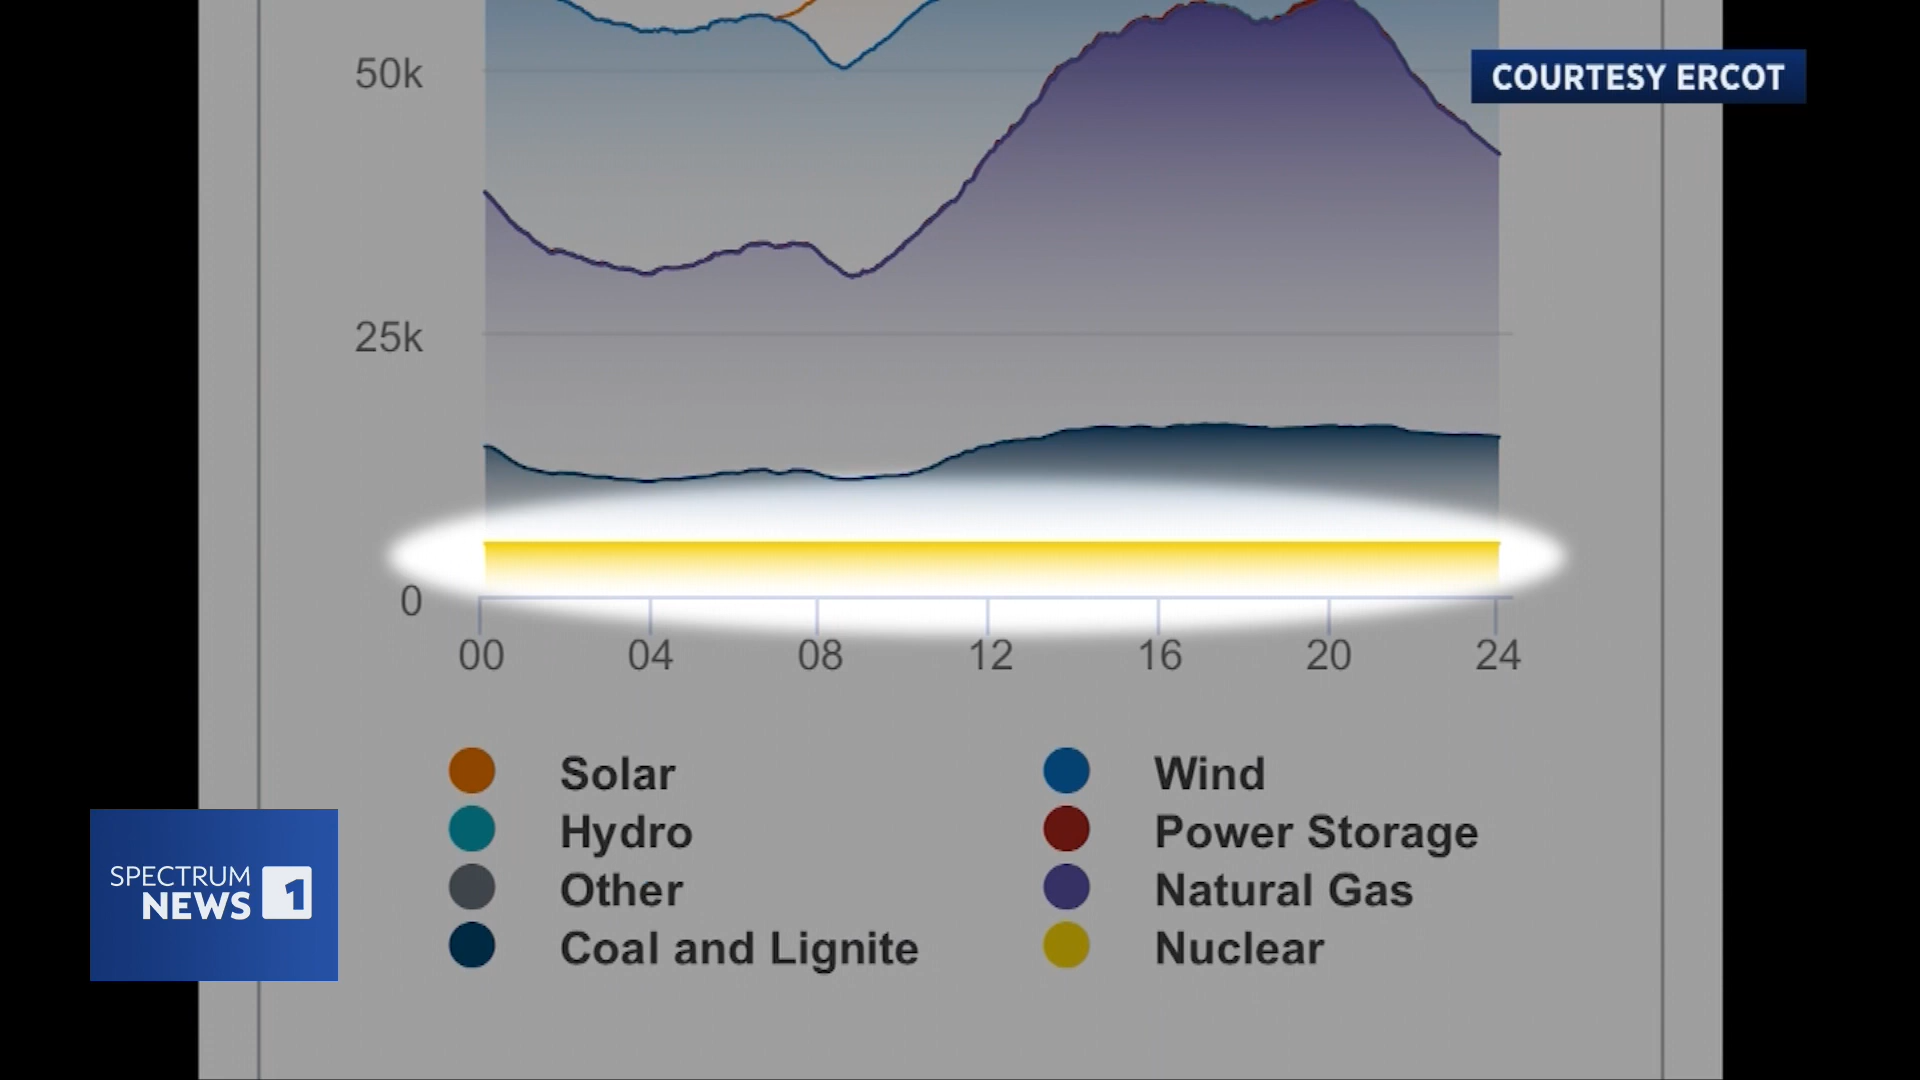 50k
COURTESY ERCOT
25k
0
00 04 08 12 16 20 24
Solar
Wind
Hydro
Power Storage
Other
Natural Gas
Coal and Lignite
Nuclear
SPECTRUM
NEWS 1